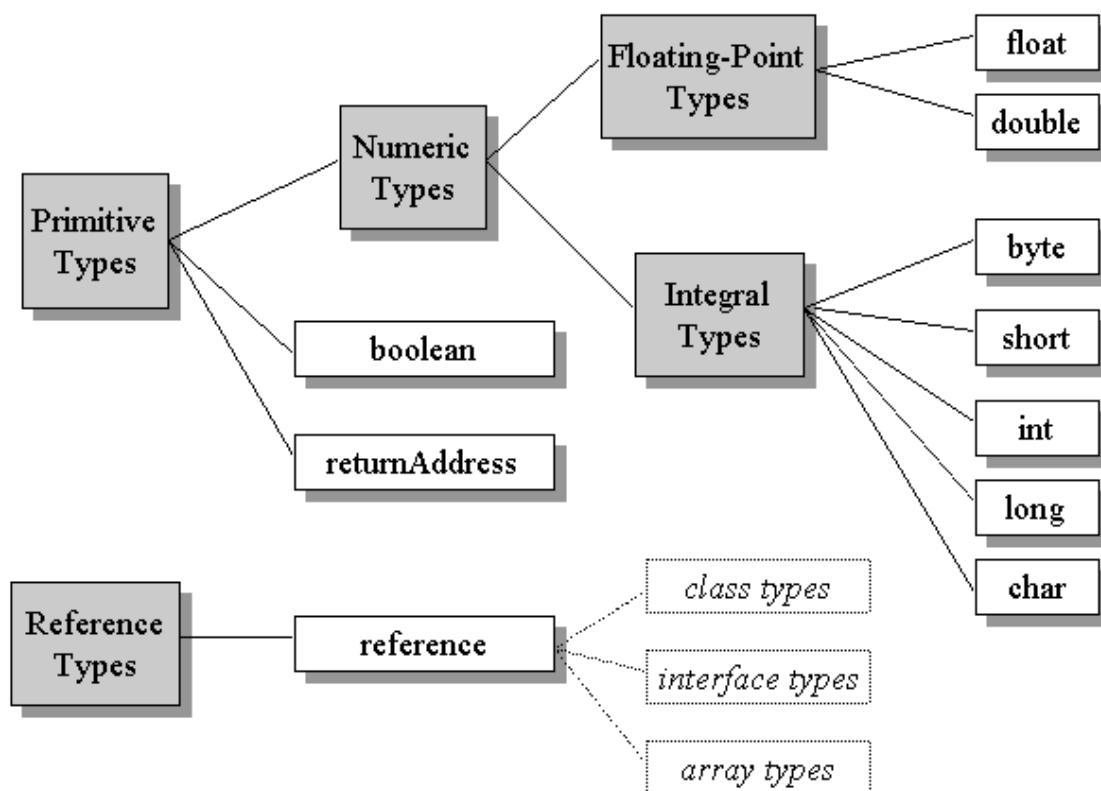 Primitive
Types
Numeric
Types
Floating-Point
Types
float
double
Integral
Types
byte
short
int
long
char
boolean
returnAddress
Reference
Types
reference
class types
interface types
array types